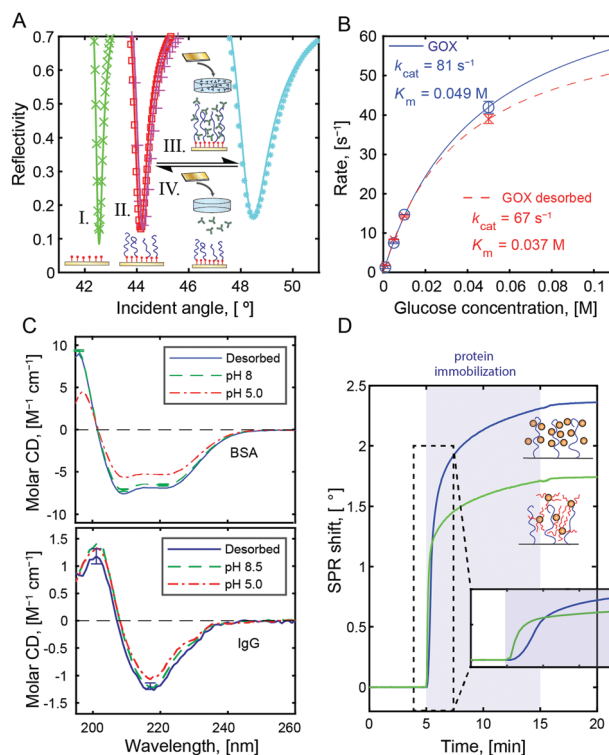 A
0.7
0.6
0.5
0.4
0.3
0.2
0.1
Reflectivity
I.
II.
III.
IV.
42
44
46
48
50
Incident angle, [ º]
B
60
50
40
30
20
10
0
Rate, [s⁻¹]
GOX
kcat = 81 s⁻¹
Km = 0.049 M
GOX desorbed
kcat = 67 s⁻¹
Km = 0.037 M
0
0.02
0.04
0.06
0.08
0.1
Glucose concentration, [M]
C
10
5
0
-5
-10
Molar CD, [M⁻¹ cm⁻¹]
Desorbed
pH 8
pH 5.0
BSA
1.5
1
0.5
0
-0.5
-1
-1.5
Molar CD, [M⁻¹ cm⁻¹]
Desorbed
pH 8.5
pH 5.0
IgG
200
220
240
260
Wavelength, [nm]
D
protein
immobilization
2.5
2
1.5
1
0.5
0
SPR shift, [ °]
0
5
10
15
20
Time, [min]